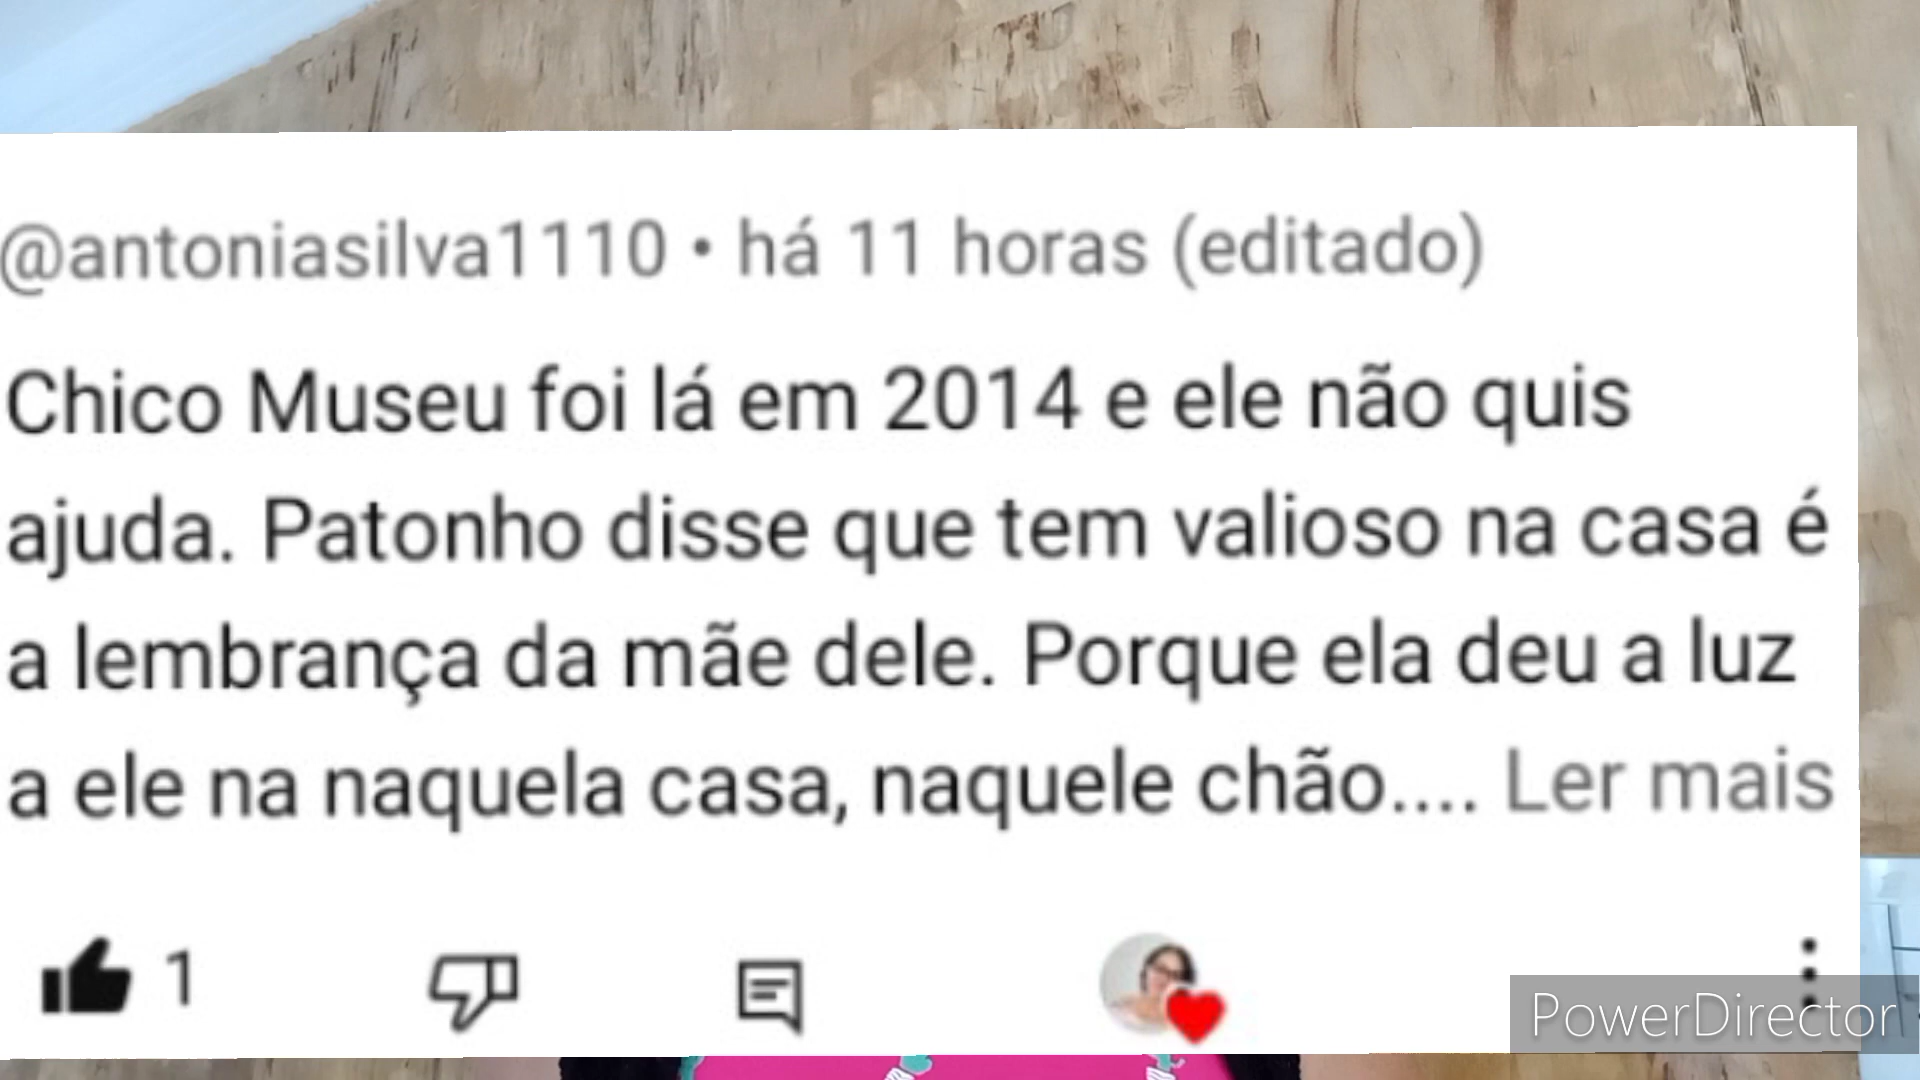 @antoniasilva1110 • há 11 horas (editado)
Chico Museu foi lá em 2014 e ele não quis
ajuda. Patonho disse que tem valioso na casa é
a lembrança da mãe dele. Porque ela deu a luz
a ele na naquela casa, naquele chão.... Ler mais
1
PowerDirector